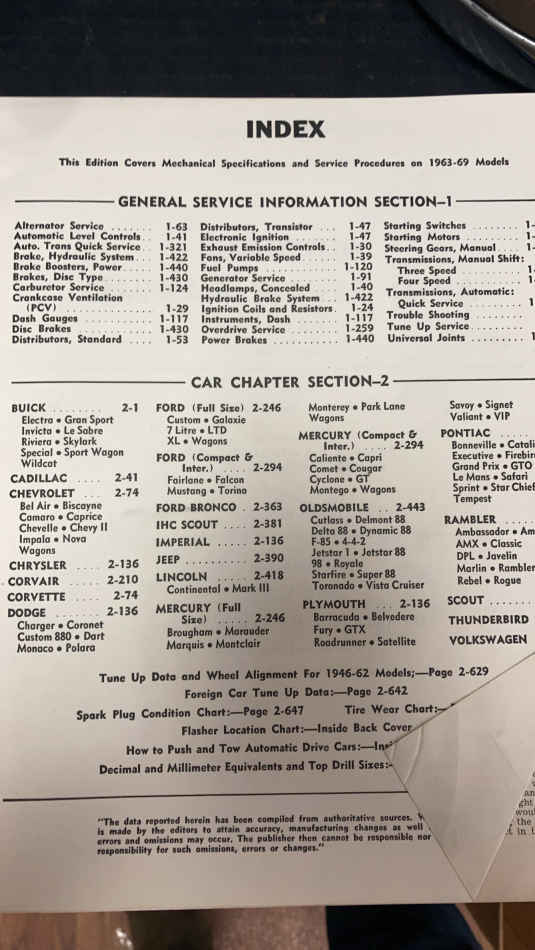 INDEX
This Edition Covers Mechanical Specifications and Service Procedures on 1963-69 Models
GENERAL SERVICE INFORMATION SECTION—1
Alternator Service ....... 1-63
Automatic Level Controls.. 1-41
Auto. Trans Quick Service.. 1-321
Brake, Hydraulic System... 1-422
Brake Boosters, Power..... 1-440
Brakes, Disc Type........ 1-430
Carburetor Service ...... 1-124
Crankcase Ventilation
(PCV) ............... 1-29
Dash Gauges ........... 1-117
Disc Brakes ............ 1-430
Distributors, Standard .... 1-53
Distributors, Transistor ... 1-47
Electronic Ignition ....... 1-47
Exhaust Emission Controls.. 1-30
Fans, Variable Speed...... 1-39
Fuel Pumps ............ 1-120
Generator Service ....... 1-91
Headlamps, Concealed .... 1-40
Hydraulic Brake System... 1-422
Ignition Coils and Resistors. 1-24
Instruments, Dash ....... 1-117
Overdrive Service ....... 1-259
Power Brakes ........... 1-440
Starting Switches ......... 1-
Starting Motors .......... 1-
Steering Gears, Manual.... 1-
Transmissions, Manual Shift:
Three Speed ........... 1
Four Speed ........... 1
Transmissions, Automatic:
Quick Service ......... 1
Trouble Shooting ........
Tune Up Service.........
Universal Joints ......... 1
CAR CHAPTER SECTION—2
BUICK ........ 2-1
Electra • Gran Sport
Invicta • Le Sabre
Riviera • Skylark
Special • Sport Wagon
Wildcat
CADILLAC .... 2-41
CHEVROLET ... 2-74
Bel Air • Biscayne
Camaro • Caprice
Chevelle • Chevy II
Impala • Nova
Wagons
CHRYSLER .... 2-136
CORVAIR ..... 2-210
CORVETTE .... 2-74
DODGE ....... 2-136
Charger • Coronet
Custom 880 • Dart
Monaco • Polara
FORD (Full Size) 2-246
Custom • Galaxie
7 Litre • LTD
XL • Wagons
FORD (Compact &
Inter.) .... 2-294
Fairlane • Falcon
Mustang • Torino
FORD BRONCO . 2-363
IHC SCOUT .... 2-381
IMPERIAL ..... 2-136
JEEP .......... 2-390
LINCOLN ..... 2-418
Continental • Mark III
MERCURY (Full
Size) ..... 2-246
Brougham • Marauder
Marquis • Montclair
Monterey • Park Lane
Wagons
MERCURY (Compact &
Inter.) .... 2-294
Caliente • Capri
Comet • Cougar
Cyclone • GT
Montego • Wagons
OLDSMOBILE .. 2-443
Cutlass • Delmont 88
Delta 88 • Dynamic 88
F-85 • 4-4-2
Jetstar 1 • Jetstar 88
98 • Royale
Starfire • Super 88
Toronado • Vista Cruiser
PLYMOUTH ... 2-136
Barracuda • Belvedere
Fury • GTX
Roadrunner • Satellite
Savoy • Signet
Valiant • VIP
PONTIAC .....
Bonneville • Catali
Executive • Firebir
Grand Prix • GTO
Le Mans • Safari
Sprint • Star Chief
Tempest
RAMBLER .....
Ambassador • Am
AMX • Classic
DPL • Javelin
Marlin • Rambler
Rebel • Rogue
SCOUT .......
THUNDERBIRD
VOLKSWAGEN
Tune Up Data and Wheel Alignment For 1946-62 Models;—Page 2-629
Foreign Car Tune Up Data:—Page 2-642
Spark Plug Condition Chart:—Page 2-647 Tire Wear Chart:—
Flasher Location Chart:—Inside Back Cover
How to Push and Tow Automatic Drive Cars:—Ins
Decimal and Millimeter Equivalents and Top Drill Sizes:-
"The data reported herein has been compiled from authoritative sources.
is made by the editors to attain accuracy, manufacturing changes as well
errors and omissions may occur. The publisher then cannot be responsible nor
responsibility for such omissions, errors or changes."